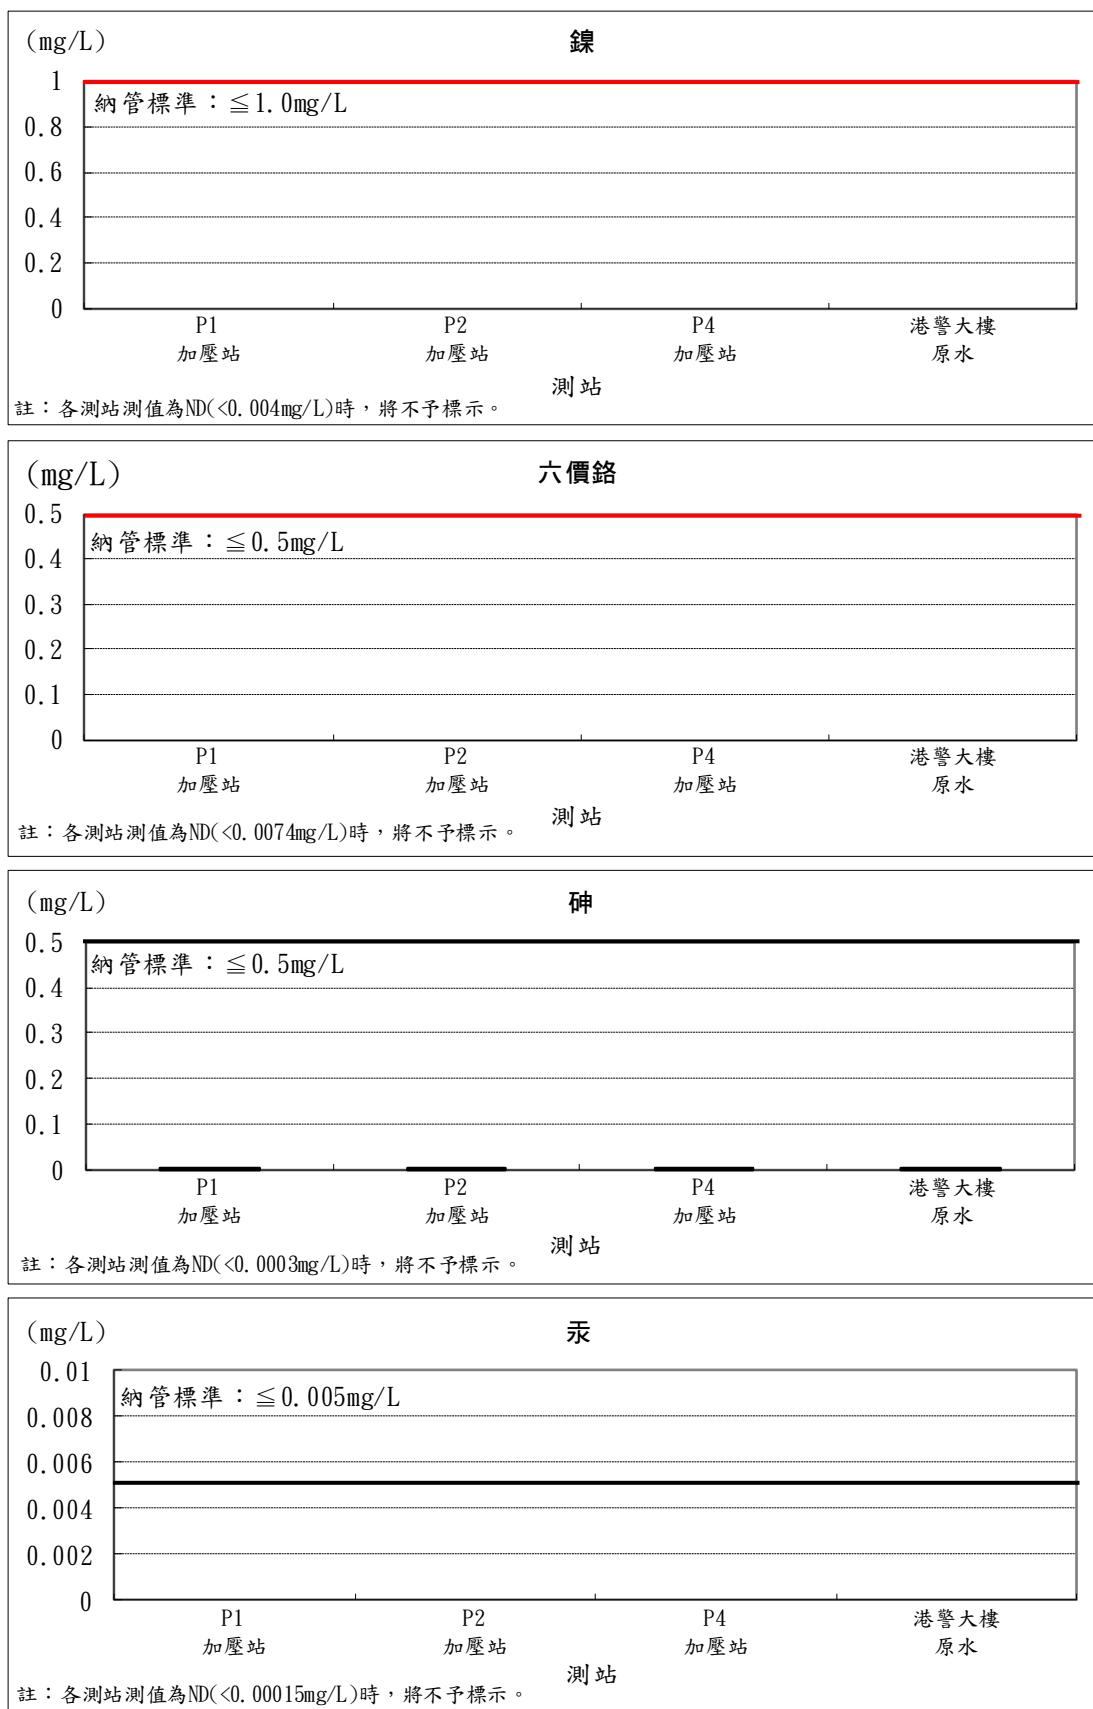 (mg/L)
鎳
1
納管標準：≦1.0mg/L
0.8
0.6
0.4
0.2
0
P1 P2 P4 港警大樓
加壓站 加壓站 加壓站 原水
測站
註：各測站測值為ND(<0.004mg/L)時，將不予標示。
(mg/L)
六價鉻
0.5
納管標準：≦0.5mg/L
0.4
0.3
0.2
0.1
0
P1 P2 P4 港警大樓
加壓站 加壓站 加壓站 原水
測站
註：各測站測值為ND(<0.0074mg/L)時，將不予標示。
(mg/L)
砷
0.5
納管標準：≦0.5mg/L
0.4
0.3
0.2
0.1
0
P1 P2 P4 港警大樓
加壓站 加壓站 加壓站 原水
測站
註：各測站測值為ND(<0.0003mg/L)時，將不予標示。
(mg/L)
汞
0.01
納管標準：≦0.005mg/L
0.008
0.006
0.004
0.002
0
P1 P2 P4 港警大樓
加壓站 加壓站 加壓站 原水
測站
註：各測站測值為ND(<0.00015mg/L)時，將不予標示。